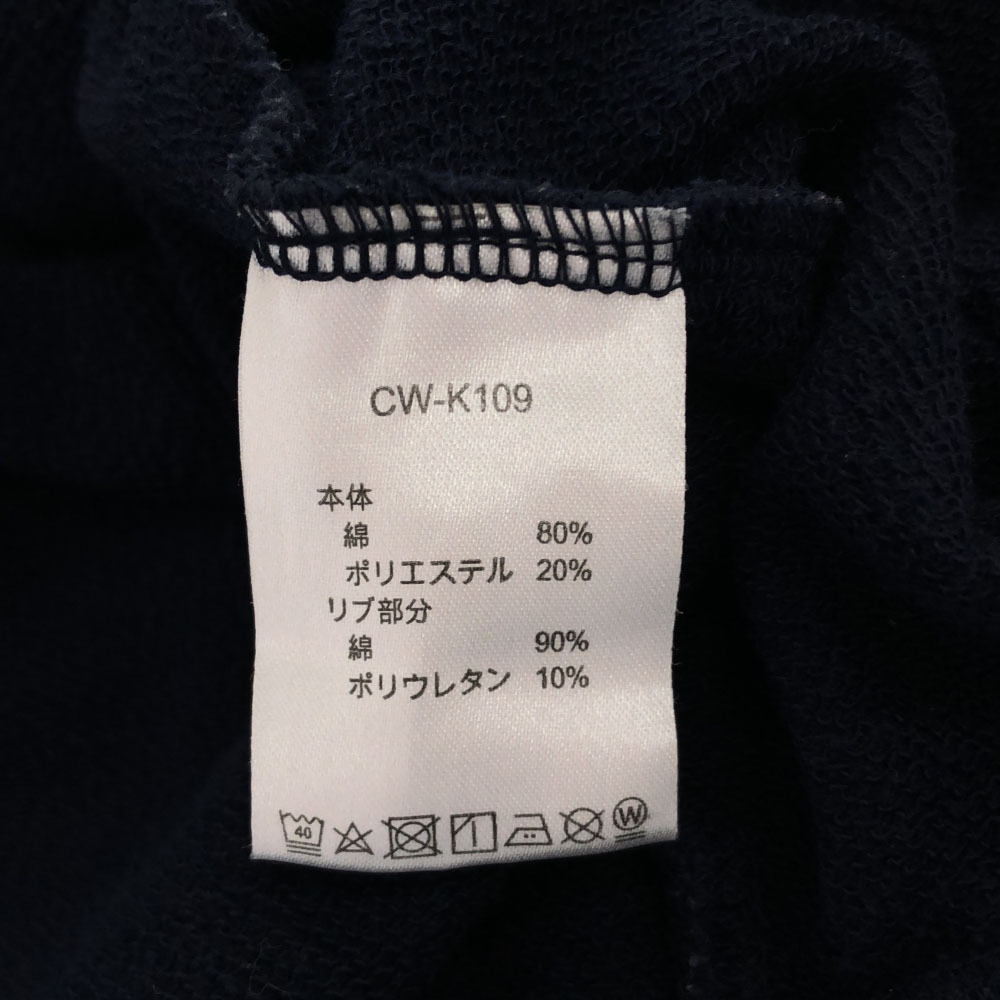 CW-K109
本体
綿 80%
ポリエステル 20%
リブ部分
綿 90%
ポリウレタン 10%
40 W